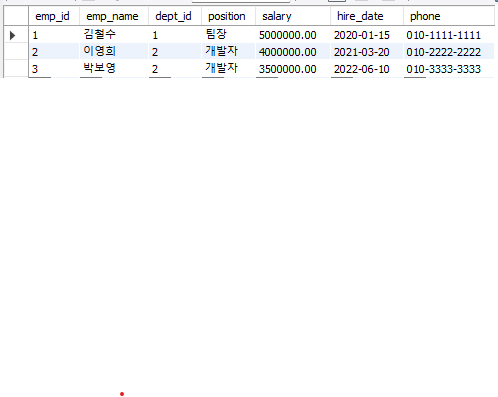 emp_id emp_name dept_id position salary hire_date phone
1 김철수 1 팀장 5000000.00 2020-01-15 010-1111-1111
2 이영희 2 개발자 4000000.00 2021-03-20 010-2222-2222
3 박보영 2 개발자 3500000.00 2022-06-10 010-3333-3333